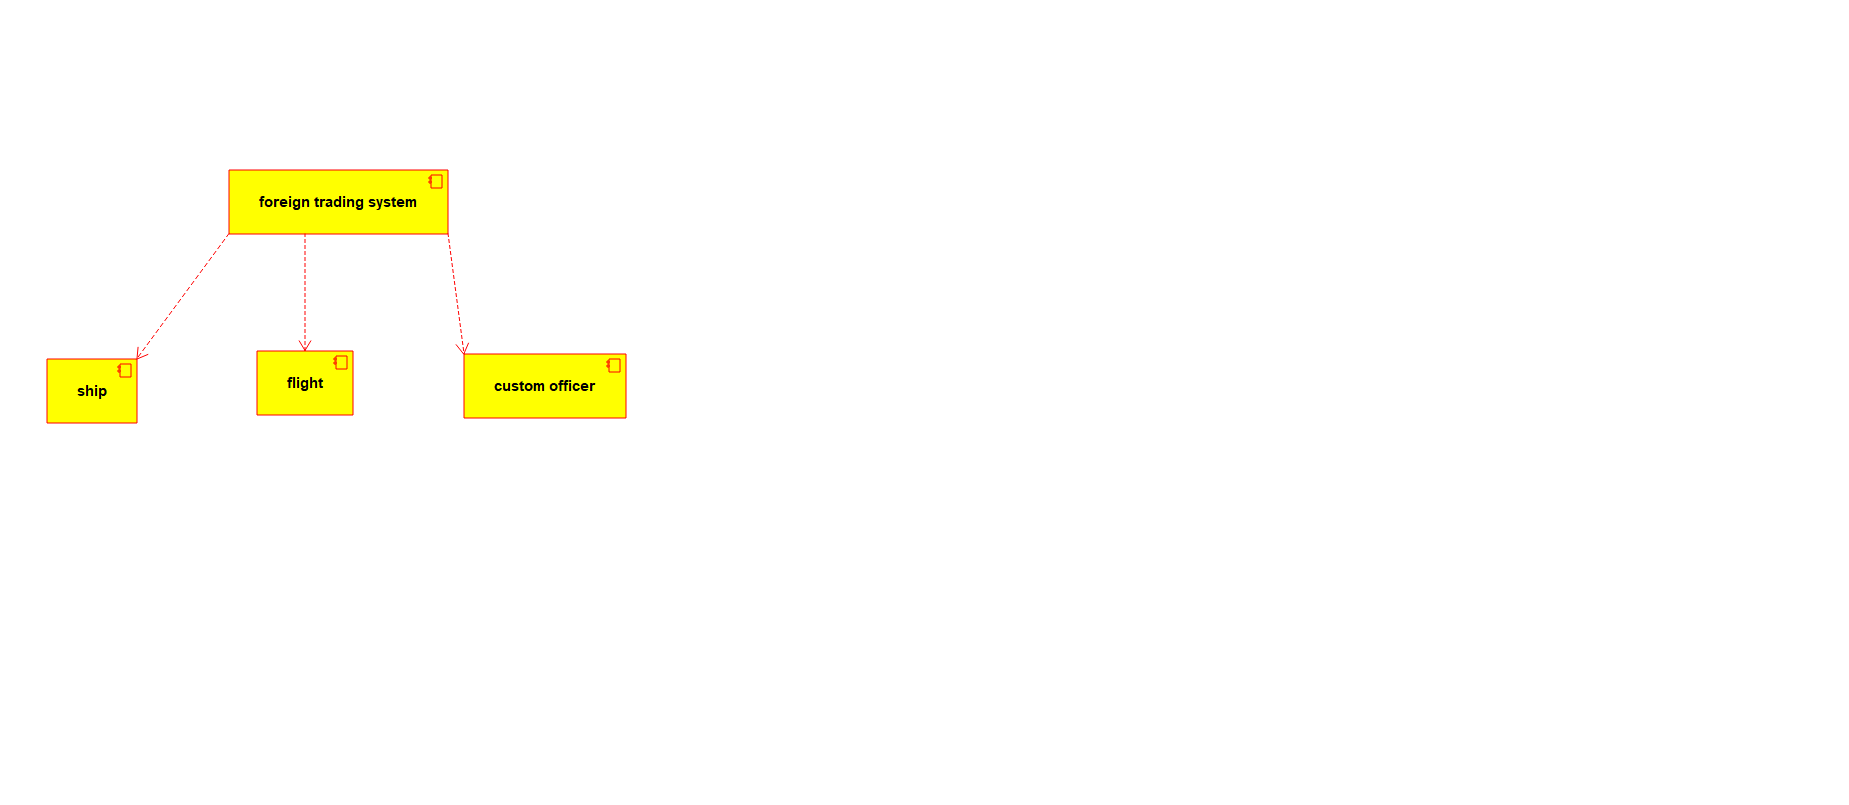 foreign trading system
ship
flight
custom officer